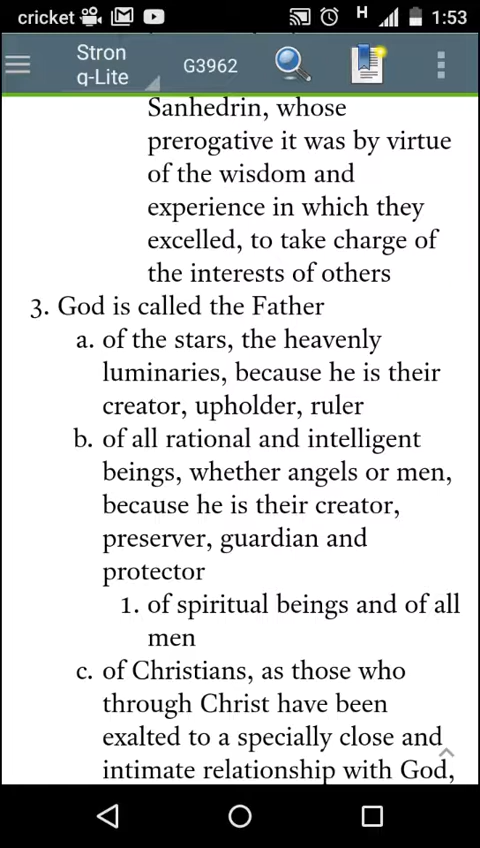 cricket H 1:53
Stron
q-Lite
G3962
Sanhedrin, whose
prerogative it was by virtue
of the wisdom and
experience in which they
excelled, to take charge of
the interests of others
3. God is called the Father
a. of the stars, the heavenly
luminaries, because he is their
creator, upholder, ruler
b. of all rational and intelligent
beings, whether angels or men,
because he is their creator,
preserver, guardian and
protector
1. of spiritual beings and of all
men
c. of Christians, as those who
through Christ have been
exalted to a specially close and
intimate relationship with God,